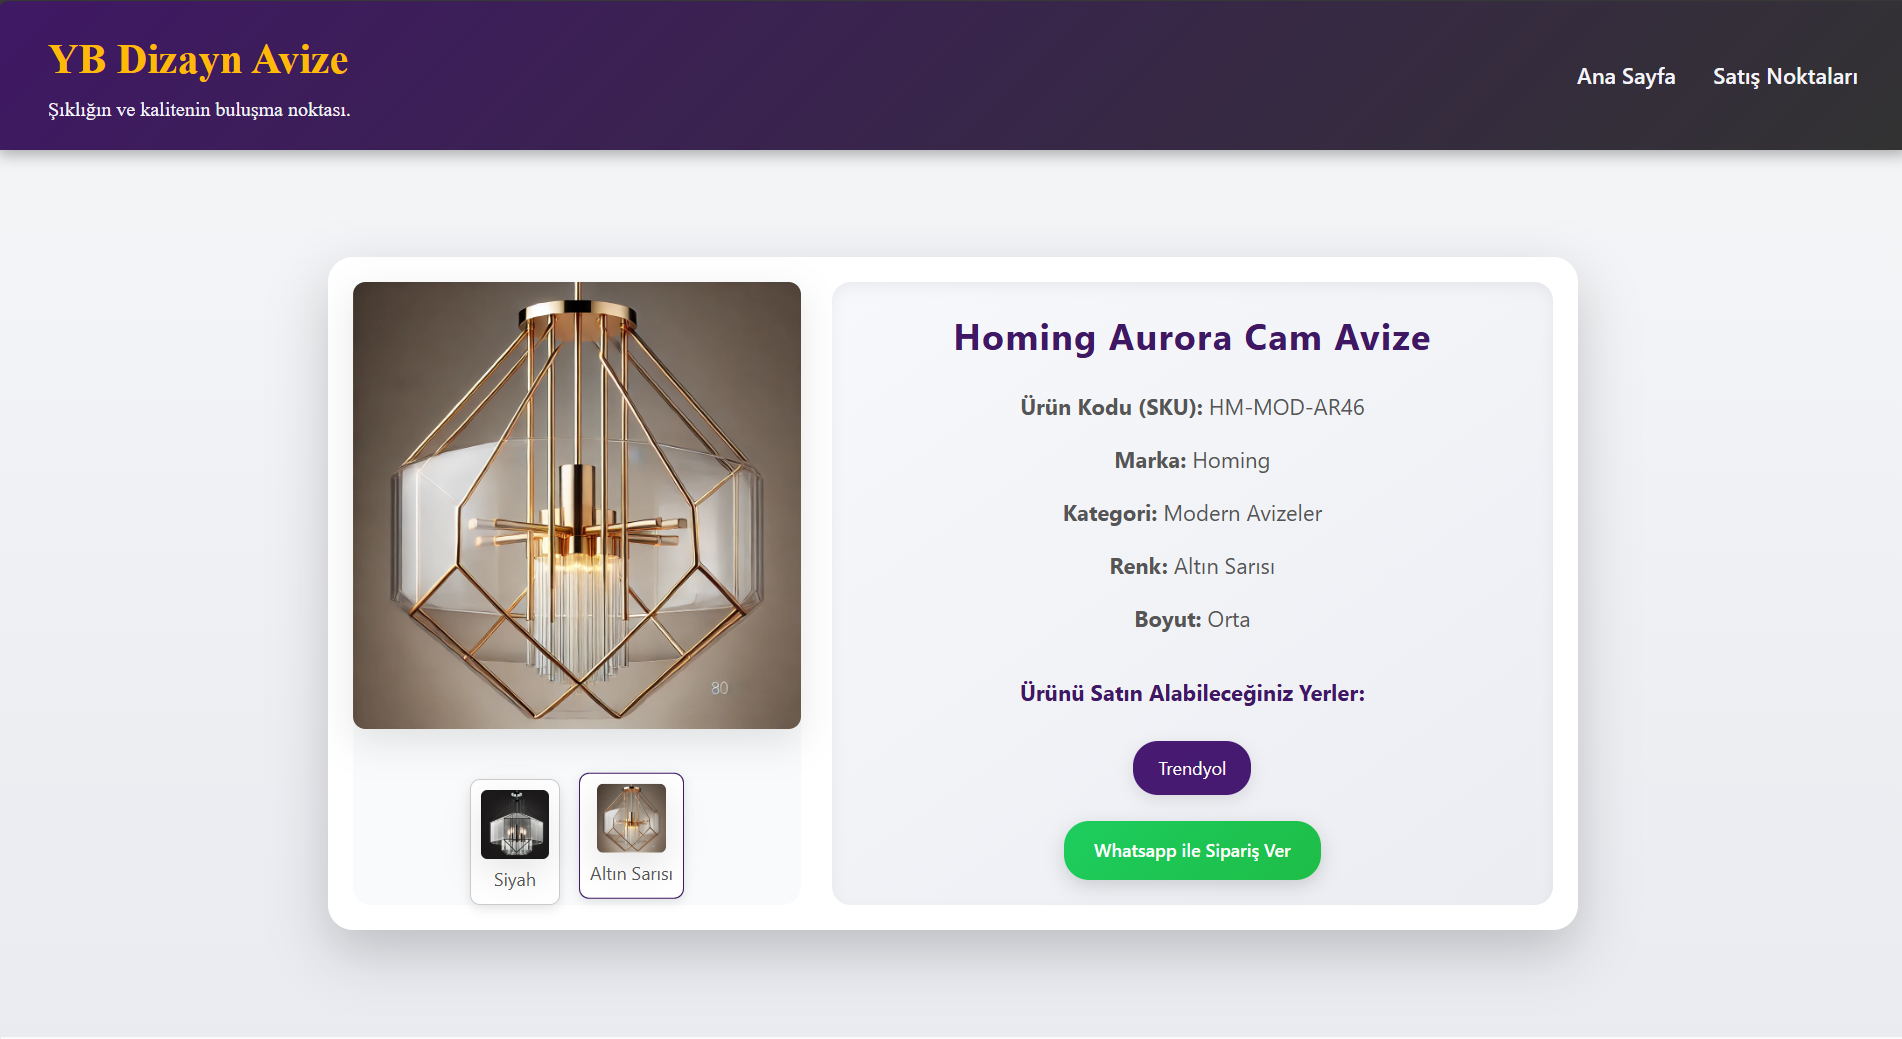 YB Dizayn Avize
Şıklığın ve kalitenin buluşma noktası.
Ana Sayfa
Satış Noktaları
80
Siyah
Altın Sarısı
Homing Aurora Cam Avize
Ürün Kodu (SKU): HM-MOD-AR46
Marka: Homing
Kategori: Modern Avizeler
Renk: Altın Sarısı
Boyut: Orta
Ürünü Satın Alabileceğiniz Yerler:
Trendyol
Whatsapp ile Sipariş Ver